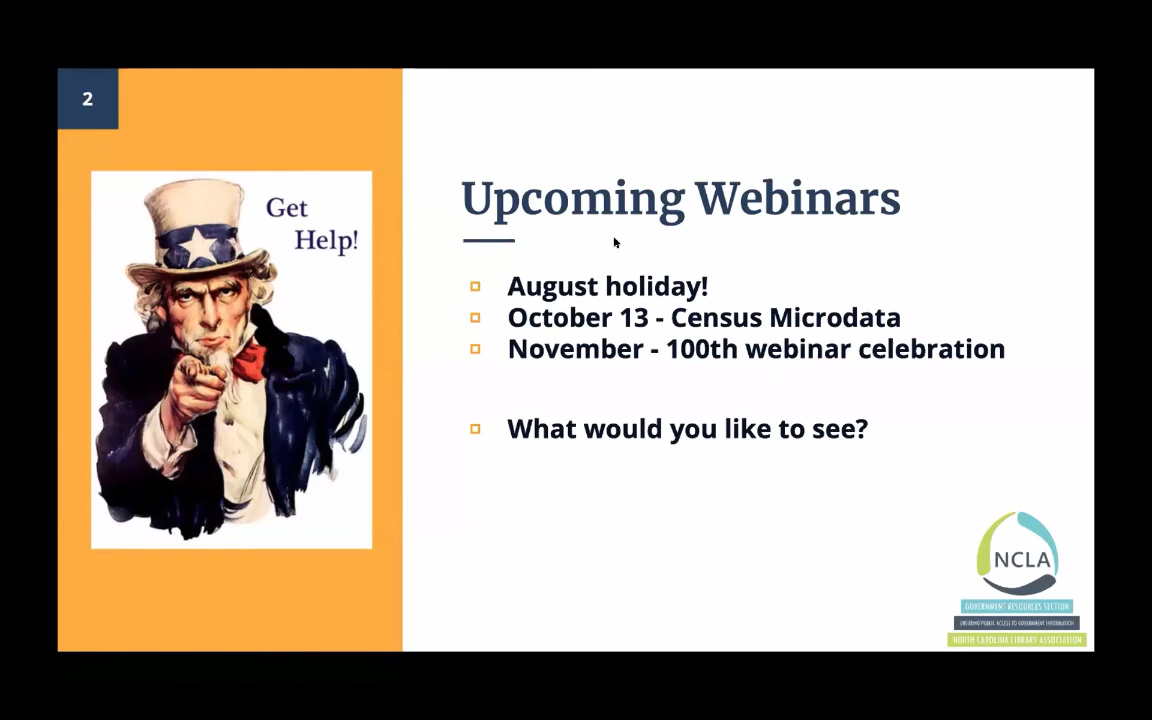 2
Get
Help!
Upcoming Webinars
August holiday!
October 13 - Census Microdata
November - 100th webinar celebration
What would you like to see?
NCLA
GOVERNMENT RESOURCES SECTION
ENSURING PUBLIC ACCESS TO GOVERNMENT INFORMATION
NORTH CAROLINA LIBRARY ASSOCIATION